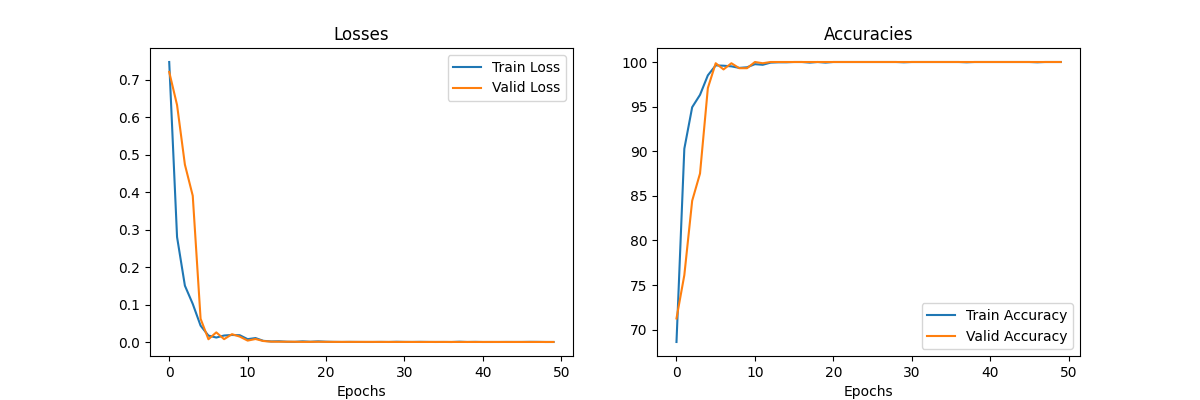 Losses
0.7
0.6
0.5
0.4
0.3
0.2
0.1
0.0
Train Loss
Valid Loss
0 10 20 30 40 50
Epochs
Accuracies
100
95
90
85
80
75
70
Train Accuracy
Valid Accuracy
0 10 20 30 40 50
Epochs